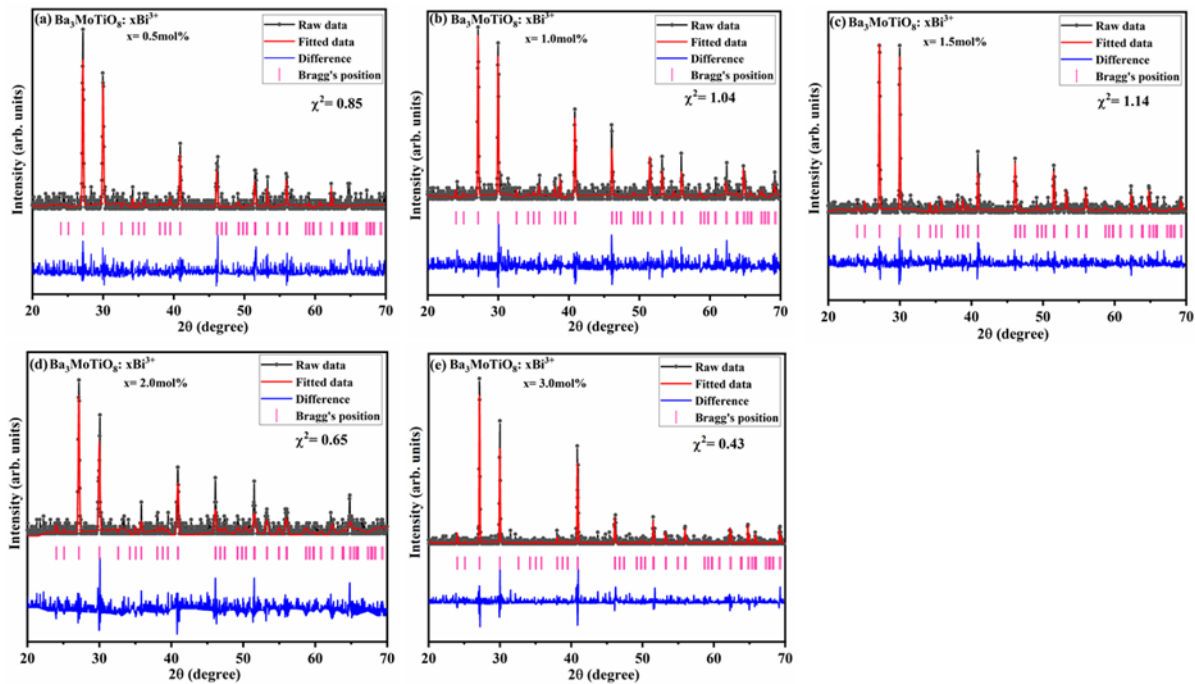 (a) Ba₃MoTiO₈: xBi³⁺
x= 0.5mol%
Raw data
Fitted data
Difference
Bragg's position
χ²= 0.85
Intensity (arb. units)
20 30 40 50 60 70
2θ (degree)
(b) Ba₃MoTiO₈: xBi³⁺
x= 1.0mol%
Raw data
Fitted data
Difference
Bragg's position
χ²= 1.04
Intensity (arb. units)
20 30 40 50 60 70
2θ (degree)
(c) Ba₃MoTiO₈: xBi³⁺
x= 1.5mol%
Raw data
Fitted data
Difference
Bragg's position
χ²= 1.14
Intensity (arb. units)
20 30 40 50 60 70
2θ (degree)
(d) Ba₃MoTiO₈: xBi³⁺
x= 2.0mol%
Raw data
Fitted data
Difference
Bragg's position
χ²= 0.65
Intensity (arb. units)
20 30 40 50 60 70
2θ (degree)
(e) Ba₃MoTiO₈: xBi³⁺
x= 3.0mol%
Raw data
Fitted data
Difference
Bragg's position
χ²= 0.43
Intensity (arb. units)
20 30 40 50 60 70
2θ (degree)